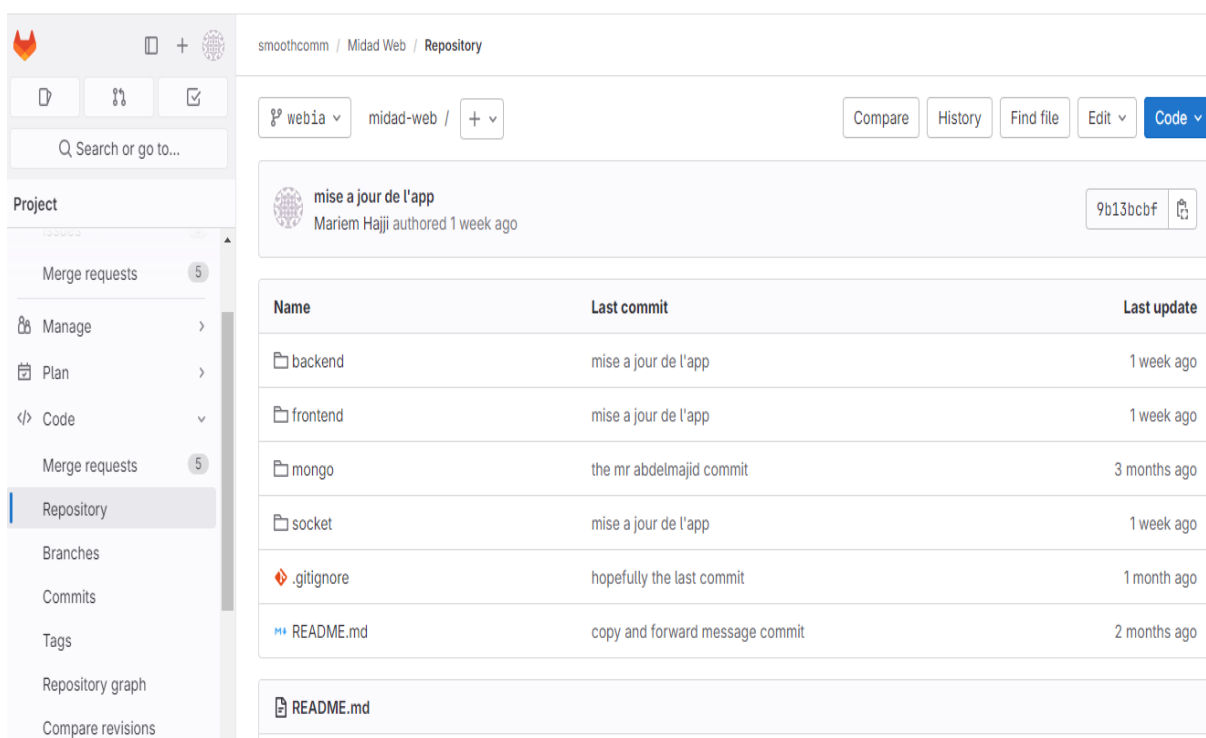 smoothcomm / Midad Web / Repository
Search or go to...
Project
Issues
Merge requests 5
Manage
Plan
Code
Merge requests 5
Repository
Branches
Commits
Tags
Repository graph
Compare revisions
webia midad-web / +
Compare History Find file Edit Code
mise a jour de l'app
Mariem Hajji authored 1 week ago
9b13bcbf
Name Last commit Last update
backend mise a jour de l'app 1 week ago
frontend mise a jour de l'app 1 week ago
mongo the mr abdelmajid commit 3 months ago
socket mise a jour de l'app 1 week ago
.gitignore hopefully the last commit 1 month ago
README.md copy and forward message commit 2 months ago
README.md